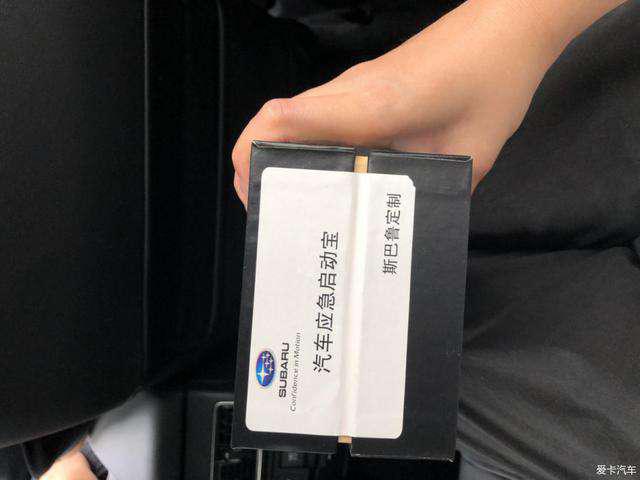 SUBARU
Confidence in Motion
汽车应急启动宝
斯巴鲁定制
爱卡汽车